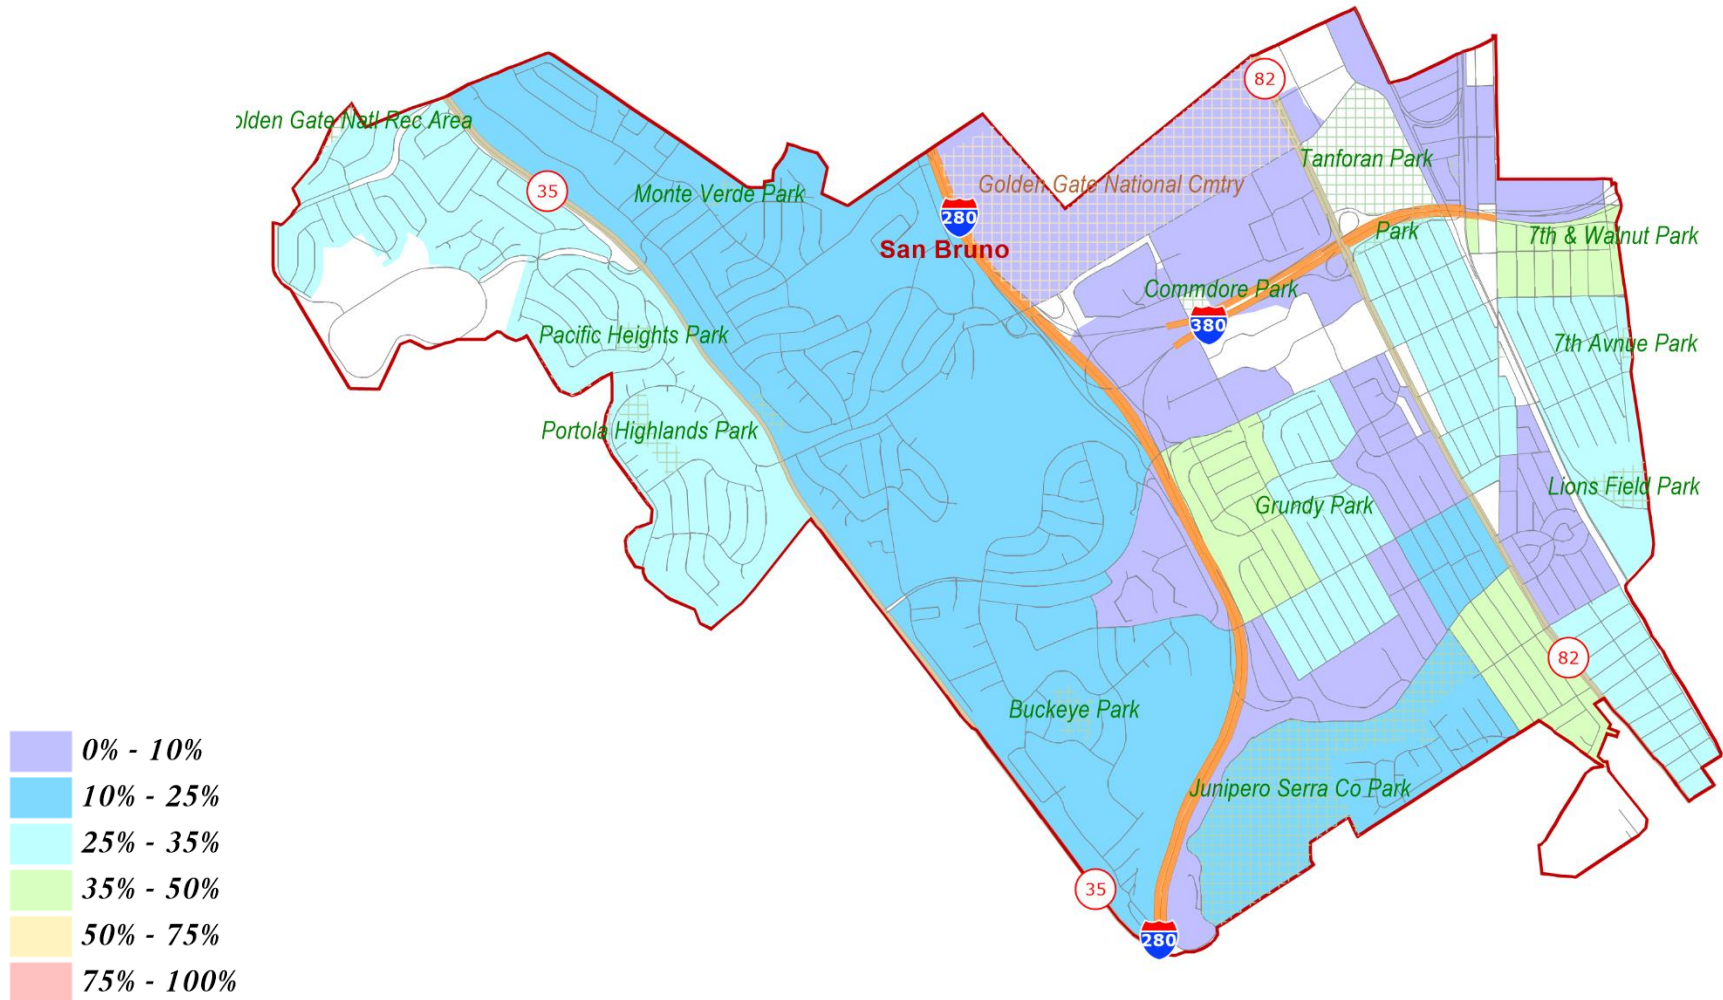 82
olden Gate Natl Rec Area
Tanforan Park
35
Monte Verde Park
Golden Gate National Cmtry
280
San Bruno
Park
7th & Walnut Park
Commdore Park
380
Pacific Heights Park
7th Avnue Park
Portola Highlands Park
Lions Field Park
Grundy Park
82
Buckeye Park
Junipero Serra Co Park
35
280
0% - 10%
10% - 25%
25% - 35%
35% - 50%
50% - 75%
75% - 100%